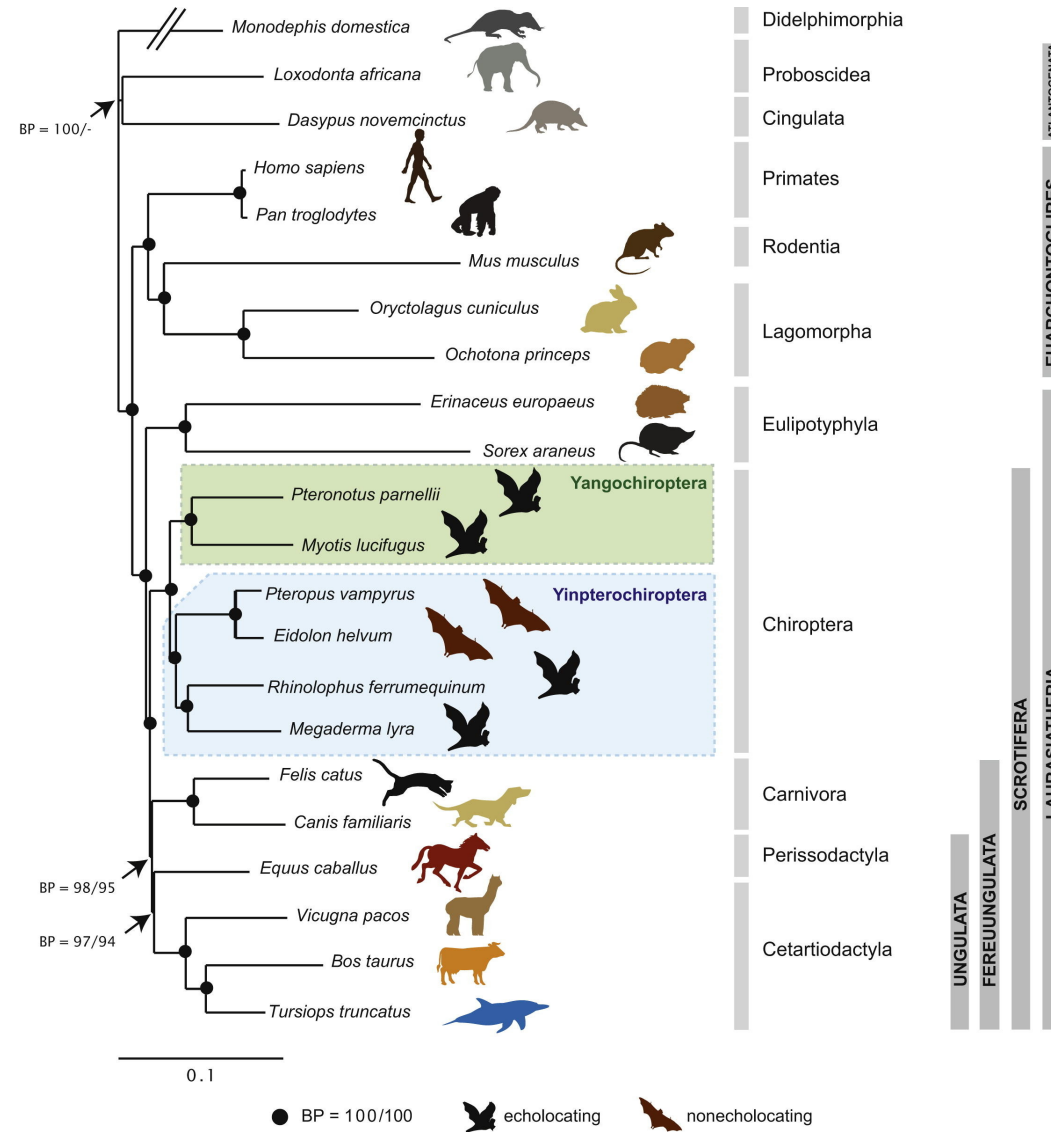 Monodephis domestica
Didelphimorphia
Loxodonta africana
Proboscidea
BP = 100/-
Dasypus novemcinctus
Cingulata
Homo sapiens
Primates
Pan troglodytes
Rodentia
Mus musculus
Oryctolagus cuniculus
Lagomorpha
Ochotona princeps
Erinaceus europaeus
Eulipotyphyla
Sorex araneus
Yangochiroptera
Pteronotus parnellii
Myotis lucifugus
Pteropus vampyrus
Yinpterochiroptera
Eidolon helvum
Chiroptera
Rhinolophus ferrumequinum
Megaderma lyra
Felis catus
Carnivora
Canis familiaris
Equus caballus
Perissodactyla
BP = 98/95
Vicugna pacos
BP = 97/94
Bos taurus
Cetartiodactyla
Tursiops truncatus
UNGULATA
FEREUUNGULATA
SCROTIFERA
0.1
BP = 100/100
echolocating
nonecholocating